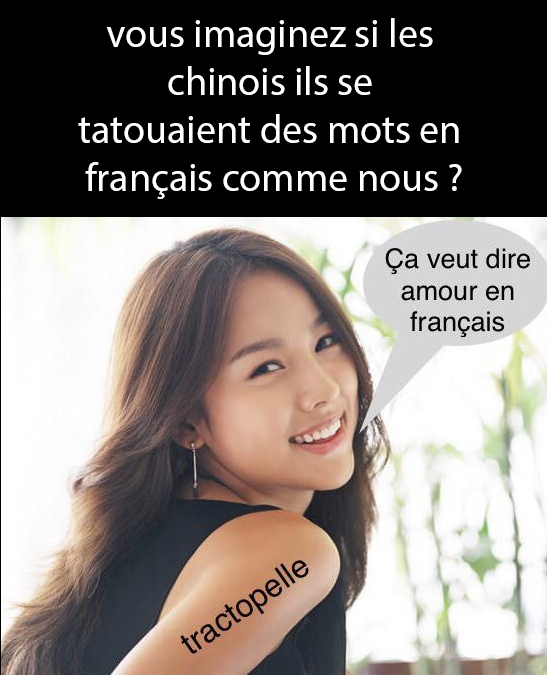 vous imaginez si les
chinois ils se
tatouaient des mots en
français comme nous ?
Ça veut dire
amour en
français
tractopelle